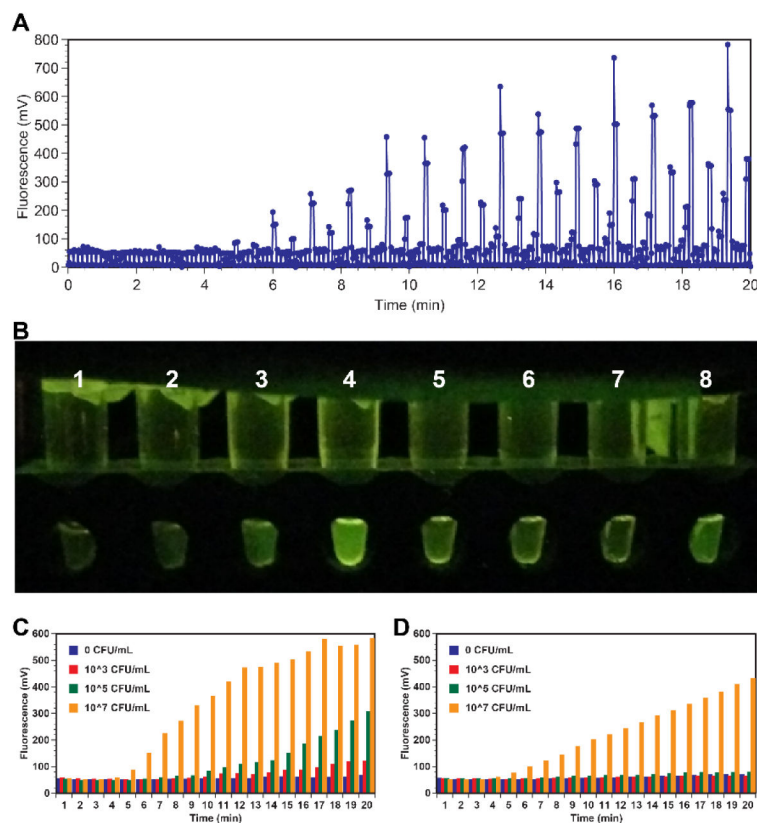 A
Fluorescence (mV)
800
700
600
500
400
300
200
100
0
0 2 4 6 8 10 12 14 16 18 20
Time (min)
B
1 2 3 4 5 6 7 8
C
Fluorescence (mV)
600
500
400
300
200
100
0
0 CFU/mL
10^3 CFU/mL
10^5 CFU/mL
10^7 CFU/mL
1 2 3 4 5 6 7 8 9 10 11 12 13 14 15 16 17 18 19 20
Time (min)
D
Fluorescence (mV)
600
500
400
300
200
100
0
0 CFU/mL
10^3 CFU/mL
10^5 CFU/mL
10^7 CFU/mL
1 2 3 4 5 6 7 8 9 10 11 12 13 14 15 16 17 18 19 20
Time (min)